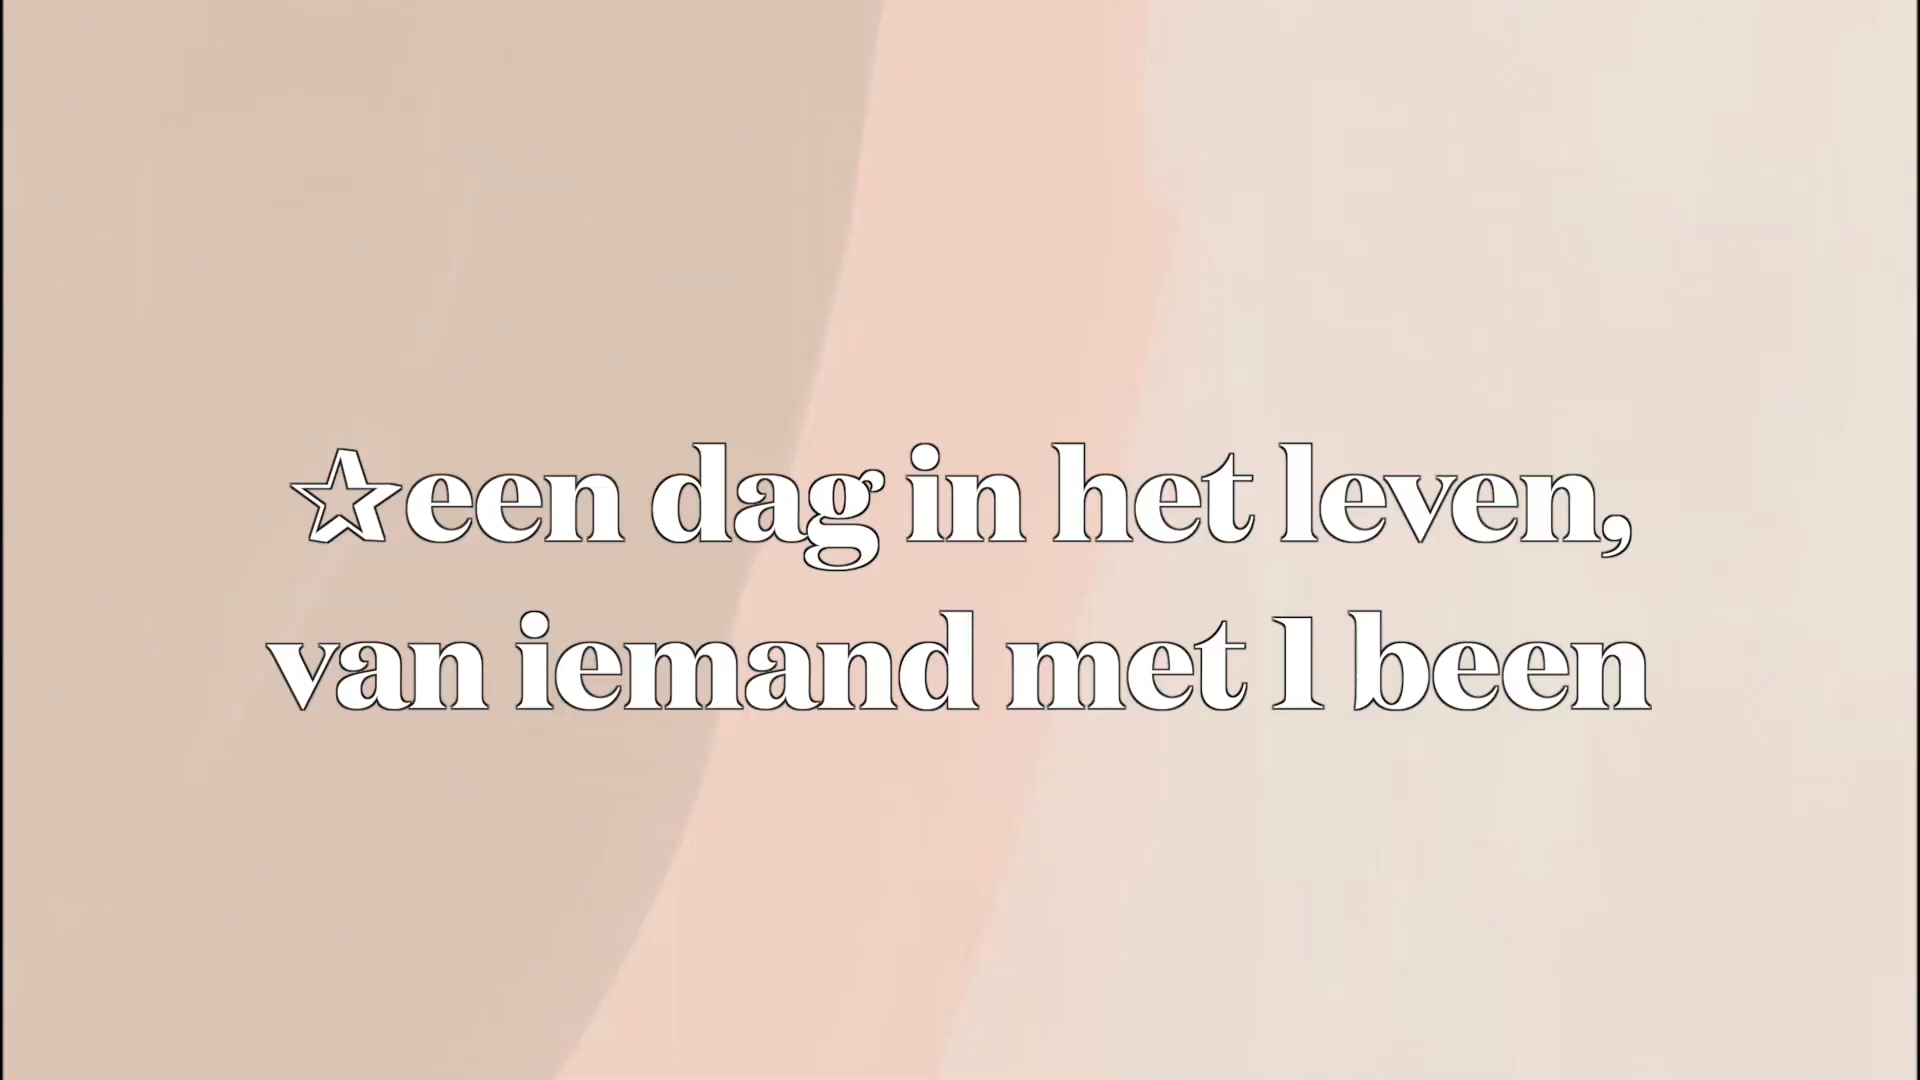 ☆een dag in het leven,
van iemand met 1 been